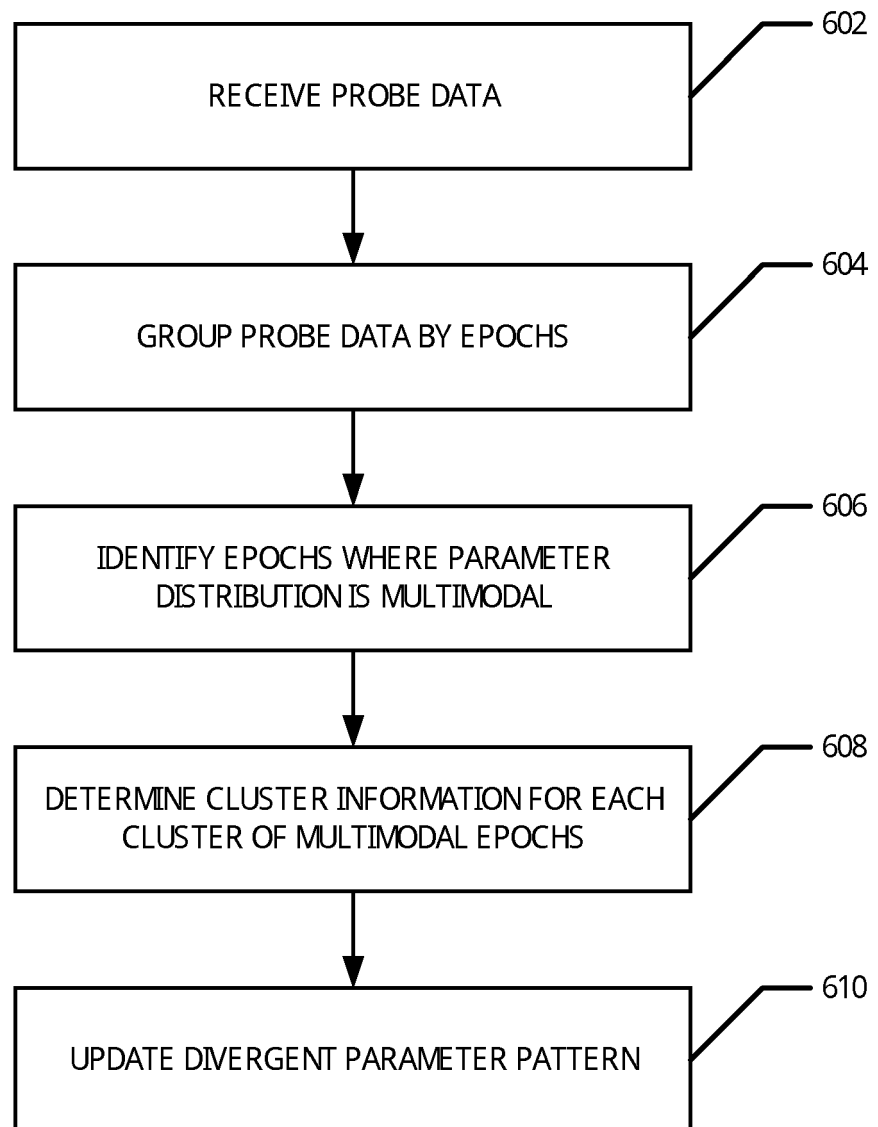 602
RECEIVE PROBE DATA
604
GROUP PROBE DATA BY EPOCHS
606
IDENTIFY EPOCHS WHERE PARAMETER
DISTRIBUTION IS MULTIMODAL
608
DETERMINE CLUSTER INFORMATION FOR EACH
CLUSTER OF MULTIMODAL EPOCHS
610
UPDATE DIVERGENT PARAMETER PATTERN